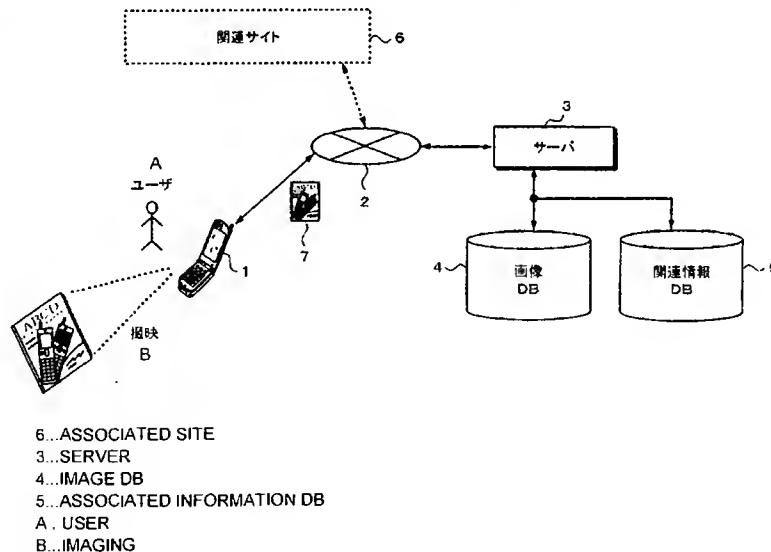 関連サイト
6
3
サーバ
A
ユーザ
2
7
1
4
画像
DB
関連情報
DB
ABCD
撮映
B
6...ASSOCIATED SITE
3...SERVER
4...IMAGE DB
5...ASSOCIATED INFORMATION DB
A . USER
B...IMAGING